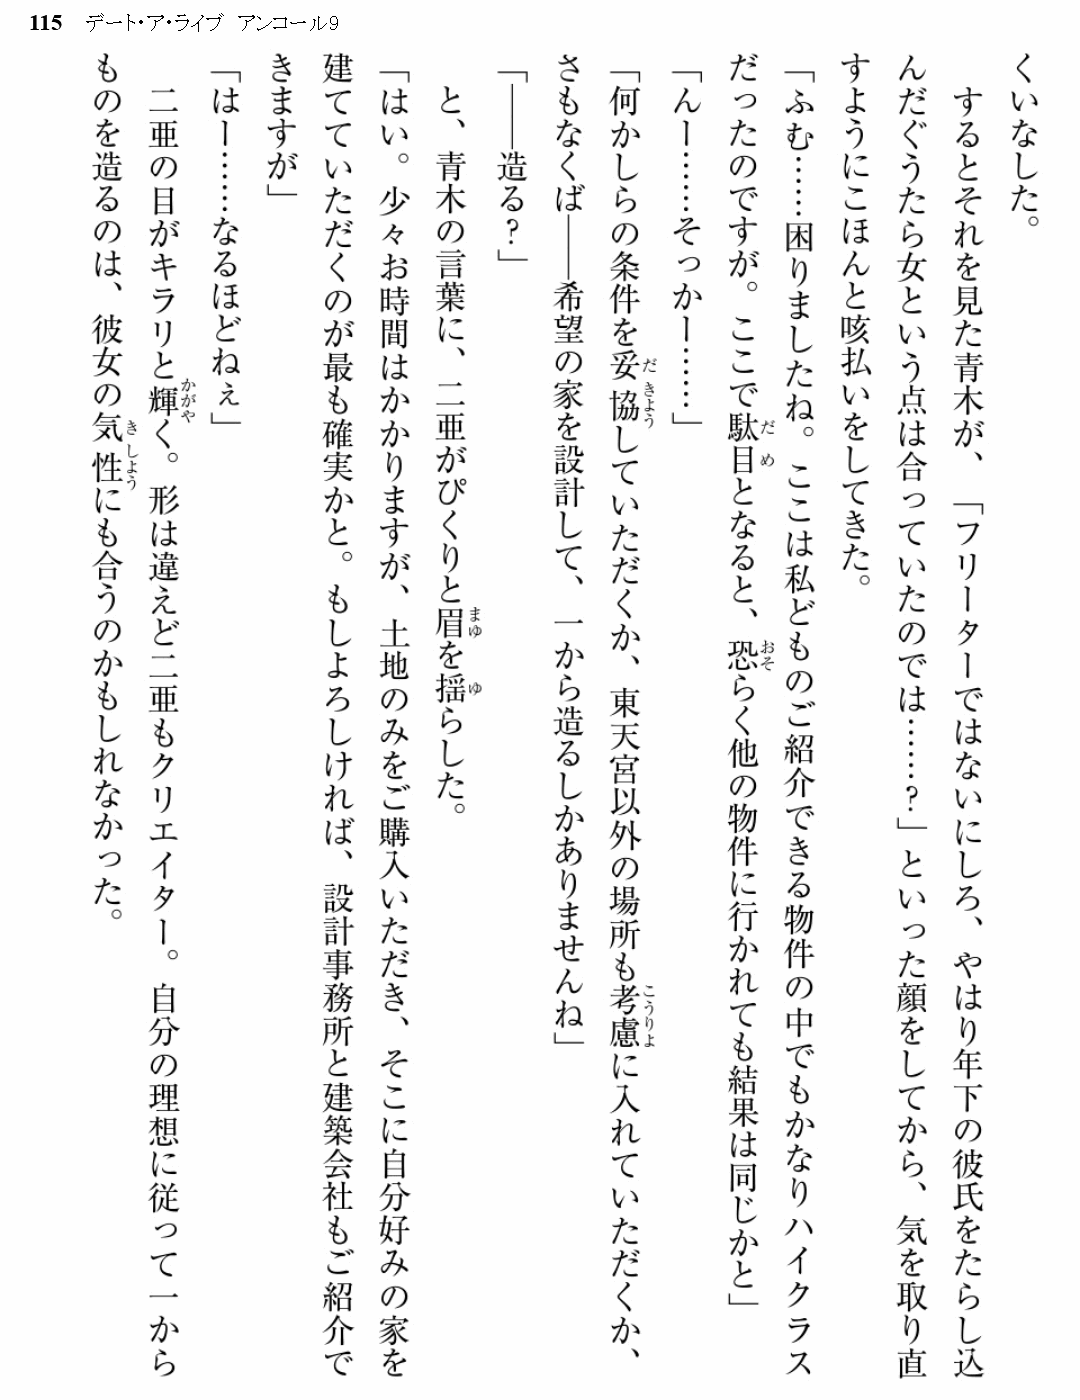 115 デート・ア・ライブ アンコール9
くいなした。
するとそれを見た青木が、「フリーターではないにしろ、やはり年下の彼氏をたらし込
んだぐうたら女という点は合っていたのでは……？」といった顔をしてから、気を取り直
すようにこほんと咳払いをしてきた。
「ふむ……困りましたね。ここは私どものご紹介できる物件の中でもかなりハイクラス
だったのですが。ここで駄目となると、恐らく他の物件に行かれても結果は同じかと」
「んー……そっかー……」
「何かしらの条件を妥協していただくか、東天宮以外の場所も考慮に入れていただくか、
さもなくば――希望の家を設計して、一から造るしかありませんね」
「――造る？」
と、青木の言葉に、二亜がぴくりと眉を揺らした。
「はい。少々お時間はかかりますが、土地のみをご購入いただき、そこに自分好みの家を
建てていただくのが最も確実かと。もしよろしければ、設計事務所と建築会社もご紹介で
きますが」
「はー……なるほどねぇ」
二亜の目がキラリと輝く。形は違えど二亜もクリエイター。自分の理想に従って一から
ものを造るのは、彼女の気性にも合うのかもしれなかった。